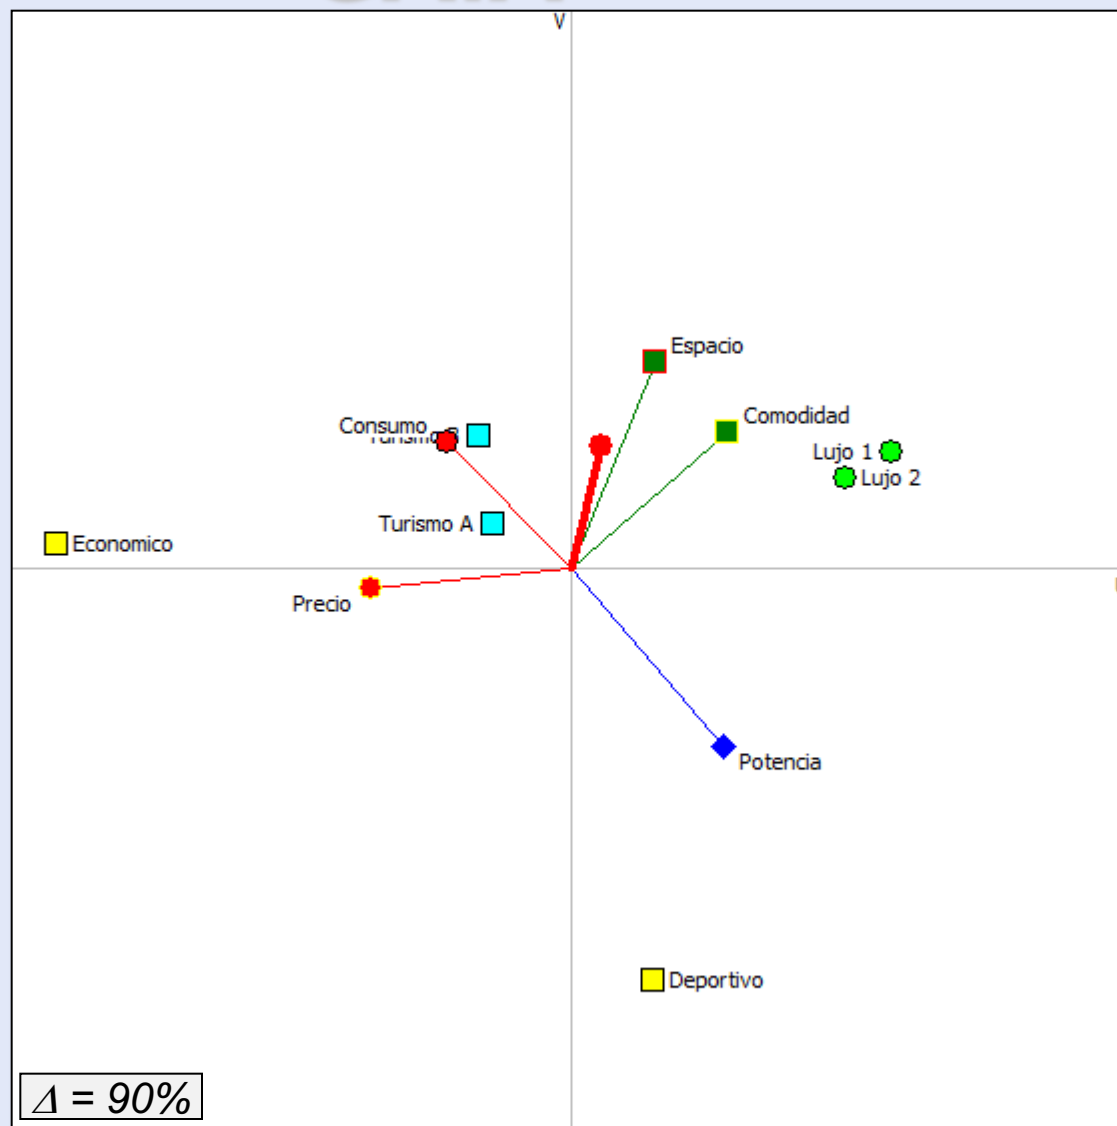 V
Espacio
Comodidad
Consumo
Lujo 1
Lujo 2
Turismo A
Economico
Precio
Potencia
Deportivo
Δ = 90%